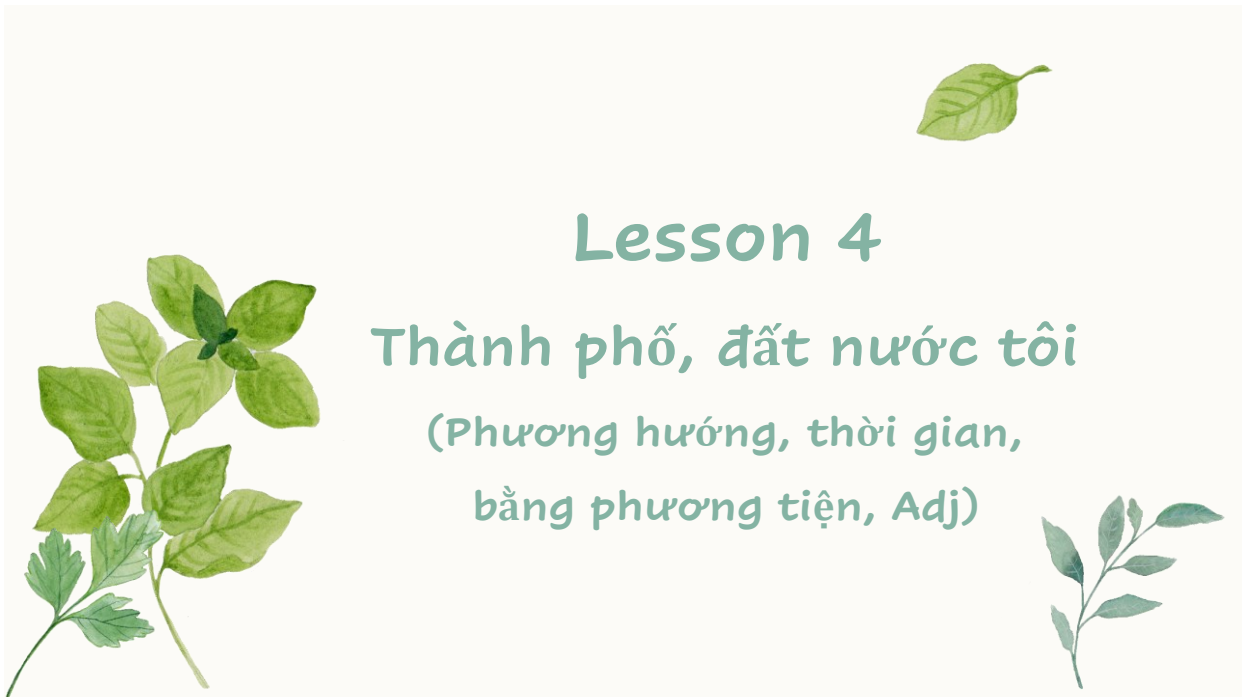 Lesson 4
Thành phố, đất nước tôi
(Phương hướng, thời gian,
bằng phương tiện, Adj)